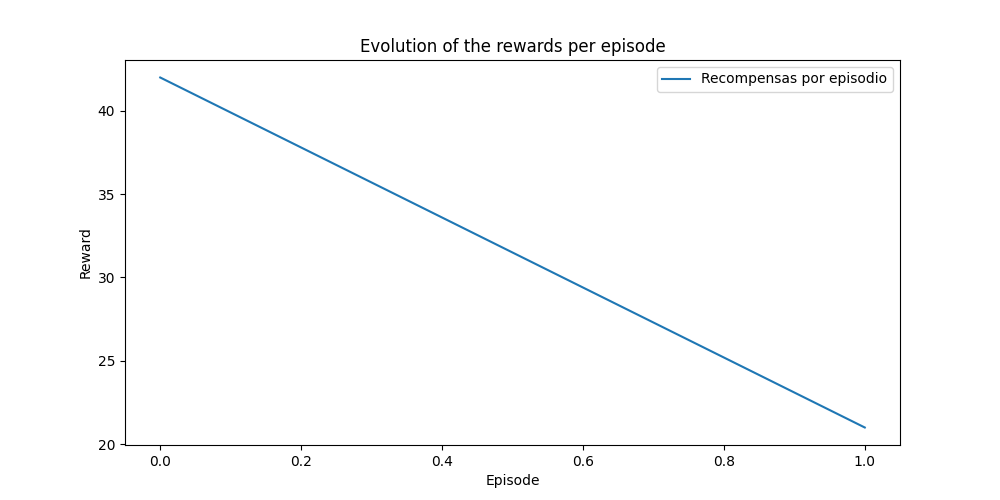 Evolution of the rewards per episode
Recompensas por episodio
40
35
30
25
20
Reward
0.0 0.2 0.4 0.6 0.8 1.0
Episode